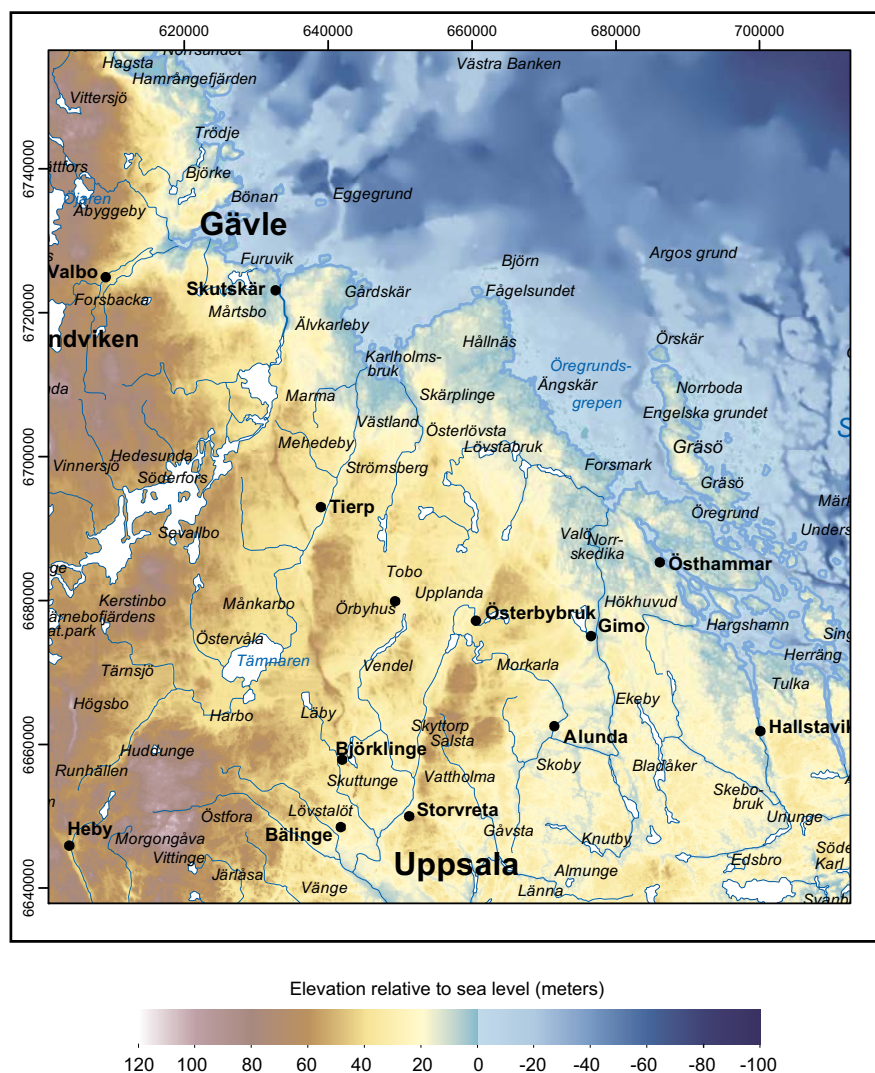 620000 640000 660000 680000 700000
Norrsundet
Hagsta
Västra Banken
Hamrångefjärden
Vittersjö
Trödje
6740000
Björke
Bönan
Eggegrund
Åbyggeby
Gävle
Argos grund
Furuvik
Björn
Valbo
Skutskär
Gårdskär
Fågelsundet
Forsbacka
Mårtsbo
6720000
Älvkarleby
ndviken
Hållnäs
Örskär
Karlholms-
bruk
Öregrunds-
grepen
Ängskär
Norrboda
Marma
Skärplinge
Engelska grundet
Västland
Österlövsta
Mehedeby
Lövstabruk
Gräsö
Hedesunda
Vinnersjö
6700000
Strömsberg
Forsmark
Söderfors
Gräsö
Tierp
Öregrund
Sevallbo
Valö
Norr-
skedika
Östhammar
Tobo
Kerstinbo
Månkarbo
Örbyhus
Upplanda
6680000
Hökhuvud
Österbybruk
Gimo
Hargshamn
Östervåla
Tämnaren
Vendel
Morkarla
Herräng
Tärnsjö
Tulka
Högsbo
Harbo
Läby
Ekeby
Skyttorp
Salsta
Alunda
Hallstavik
6660000
Huddunge
Björklinge
Skoby
Bladåker
Runhällen
Skuttunge
Vattholma
Skebo-
bruk
Östfora
Lövstalöt
Storvreta
Ununge
Heby
Bälinge
Gåvsta
Knutby
Morgongåva
Vittinge
Uppsala
Edsbro
Järlåsa
Almunge
6640000
Vänge
Länna
Elevation relative to sea level (meters)
120 100 80 60 40 20 0 -20 -40 -60 -80 -100